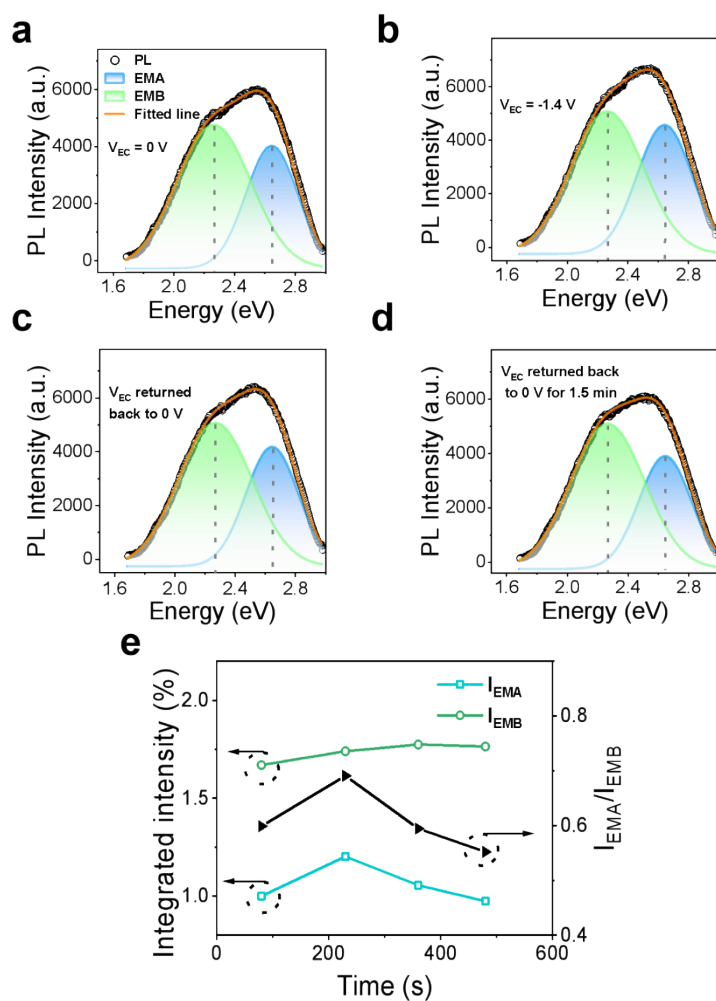 a
b
PL
EMA
EMB
Fitted line
V_EC = 0 V
V_EC = -1.4 V
PL Intensity (a.u.)
6000
4000
2000
0
1.6 2.0 2.4 2.8
Energy (eV)
PL Intensity (a.u.)
6000
4000
2000
0
1.6 2.0 2.4 2.8
Energy (eV)
c
d
V_EC returned
back to 0 V
V_EC returned back
to 0 V for 1.5 min
PL Intensity (a.u.)
6000
4000
2000
0
1.6 2.0 2.4 2.8
Energy (eV)
PL Intensity (a.u.)
6000
4000
2000
0
1.6 2.0 2.4 2.8
Energy (eV)
e
Integrated intensity (%)
2.0
1.5
1.0
I_EMA
I_EMB
0.8
0.6
0.4
I_EMA/I_EMB
0 200 400 600
Time (s)